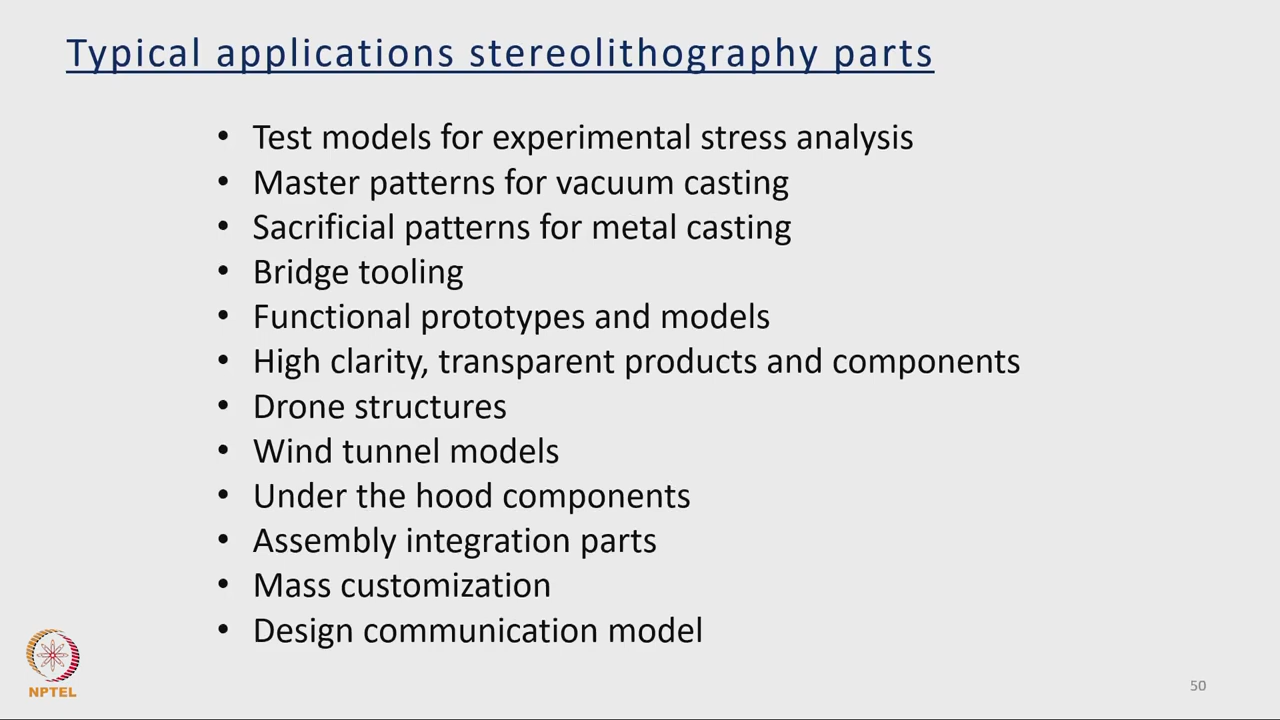 Typical applications stereolithography parts
• Test models for experimental stress analysis
• Master patterns for vacuum casting
• Sacrificial patterns for metal casting
• Bridge tooling
• Functional prototypes and models
• High clarity, transparent products and components
• Drone structures
• Wind tunnel models
• Under the hood components
• Assembly integration parts
• Mass customization
• Design communication model
NPTEL
50